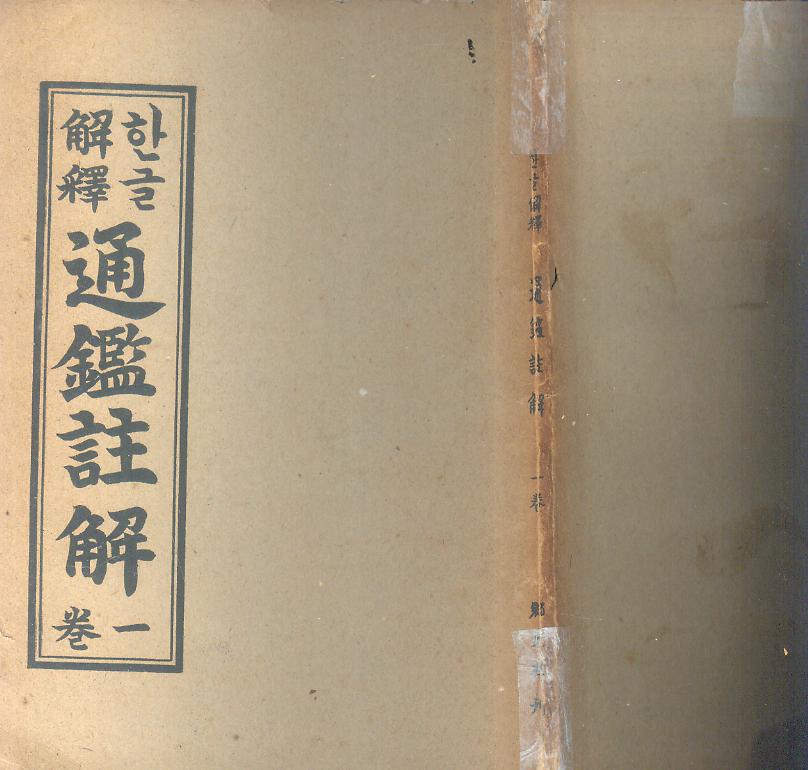 한글
解釋
通鑑註解
一卷
한글解釋 通鑑註解 一卷